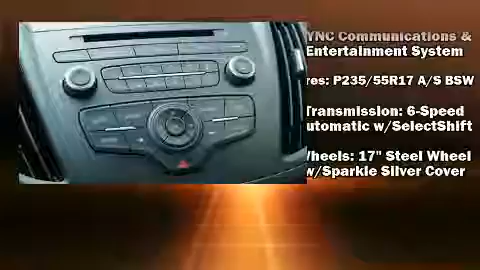 YNC Communications &
Entertainment System
res: P235/55R17 A/S BSW
Transmission: 6-Speed
utomatic w/SelectShift
Wheels: 17" Steel Wheel
w/Sparkle Silver Cover